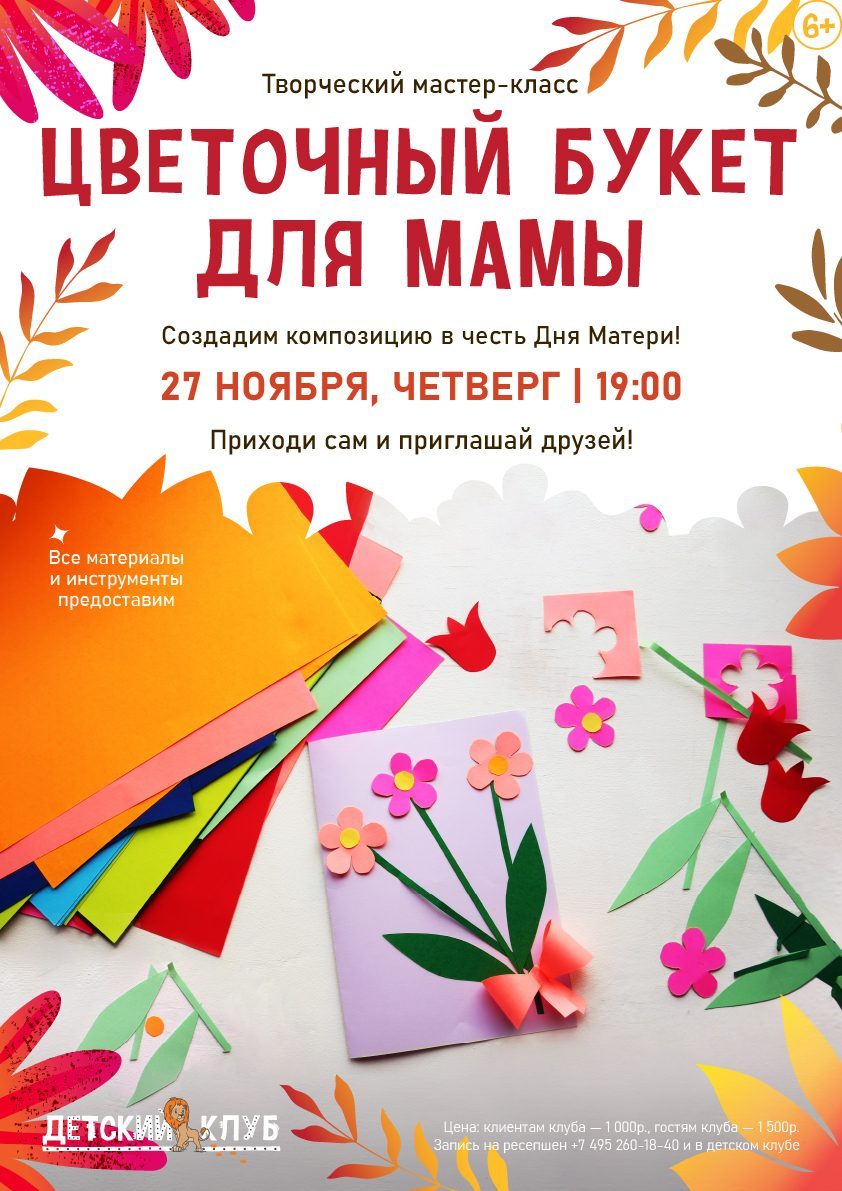 6+
Творческий мастер-класс
ЦВЕТОЧНЫЙ БУКЕТ
ДЛЯ МАМЫ
Создадим композицию в честь Дня Матери!
27 НОЯБРЯ, ЧЕТВЕРГ | 19:00
Приходи сам и приглашай друзей!
Все материалы
и инструменты
предоставим
ДЕТСКИЙ КЛУБ
Цена: клиентам клуба — 1 000р., гостям клуба — 1 500р.
Запись на ресепшен +7 495 260-18-40 и в детском клубе